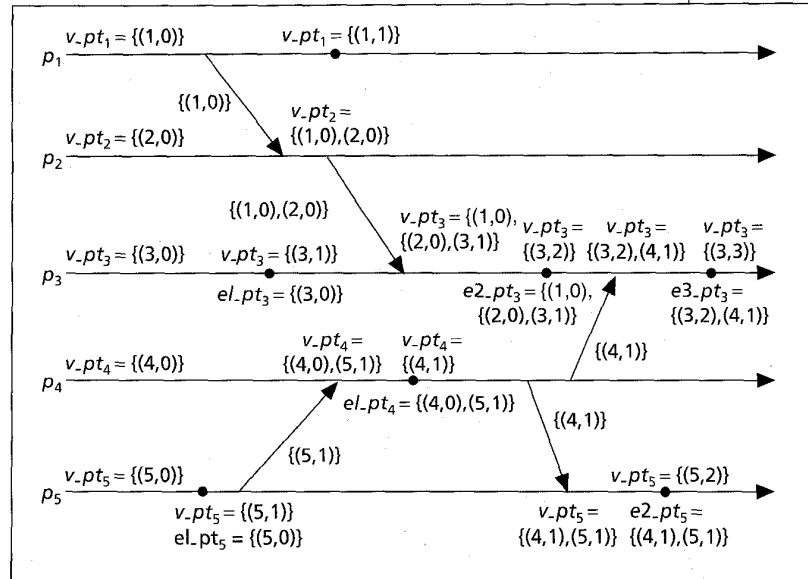 v_pt₁ = {(1,0)}
v_pt₁ = {(1,1)}
p₁
{(1,0)}
v_pt₂ =
{(1,0),(2,0)}
v_pt₂ = {(2,0)}
p₂
{(1,0),(2,0)}
v_pt₃ = {(1,0),
{(2,0),(3,1)}
v_pt₃ =
{(3,2)}
v_pt₃ =
{(3,2),(4,1)}
v_pt₃ =
{(3,3)}
v_pt₃ = {(3,0)}
v_pt₃ = {(3,1)}
p₃
el_pt₃ = {(3,0)}
e2_pt₃ = {(1,0),
{(2,0),(3,1)}
e3_pt₃ =
{(3,2),(4,1)}
v_pt₄ =
{(4,0),(5,1)}
v_pt₄ =
{(4,1)}
{(4,1)}
v_pt₄ = {(4,0)}
p₄
el_pt₄ = {(4,0),(5,1)}
{(4,1)}
{(5,1)}
v_pt₅ = {(5,0)}
v_pt₅ = {(5,2)}
p₅
v_pt₅ = {(5,1)}
el_pt₅ = {(5,0)}
v_pt₅ =
{(4,1),(5,1)}
e2_pt₅ =
{(4,1),(5,1)}